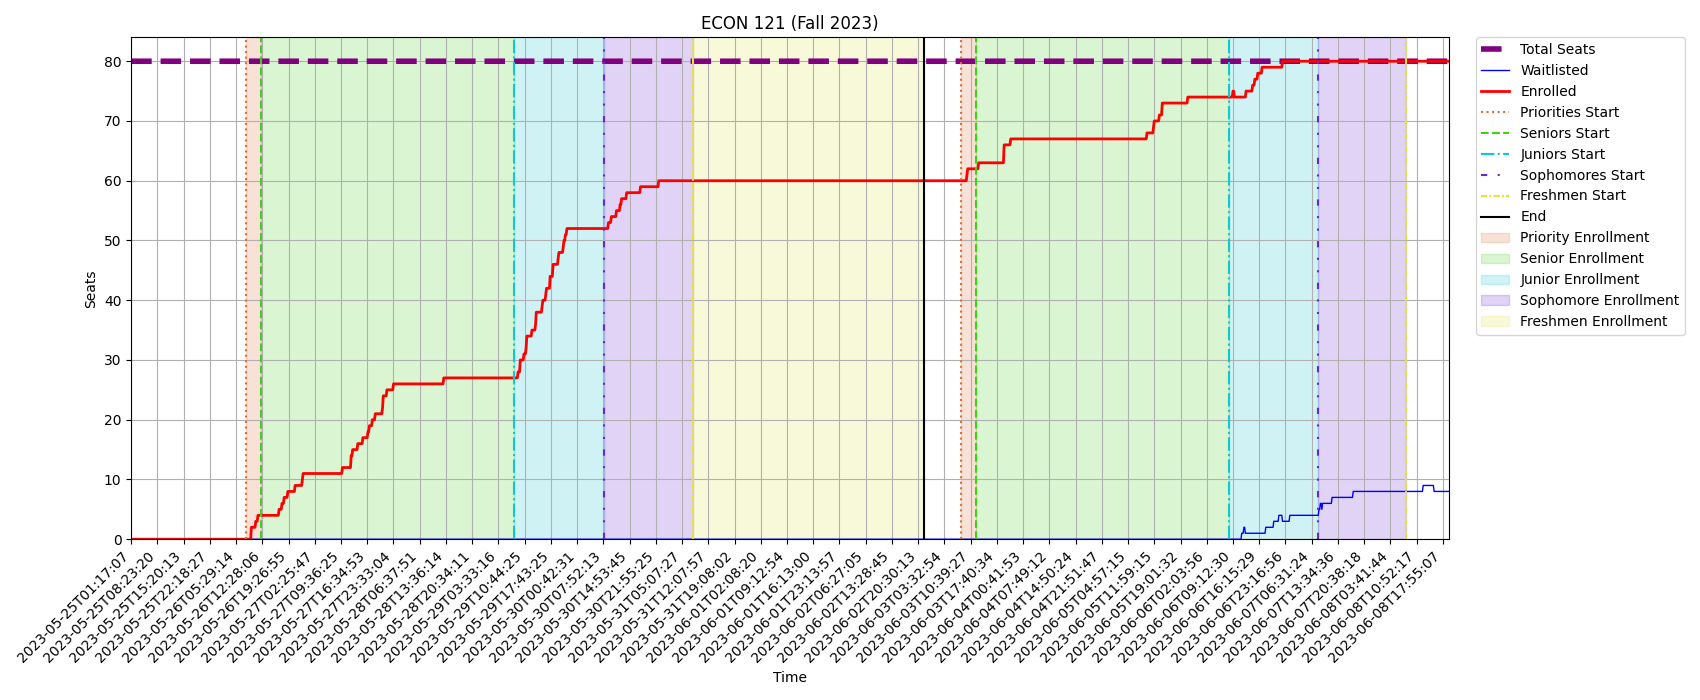 ECON 121 (Fall 2023)
Seats
80
70
60
50
40
30
20
10
0
2023-05-25T01:17:07
2023-05-25T08:23:20
2023-05-25T15:20:13
2023-05-25T22:18:27
2023-05-26T05:29:14
2023-05-26T12:28:06
2023-05-26T19:26:55
2023-05-27T02:25:47
2023-05-27T09:36:25
2023-05-27T16:34:53
2023-05-27T23:33:04
2023-05-28T06:37:51
2023-05-28T13:36:14
2023-05-28T20:34:11
2023-05-29T03:33:16
2023-05-29T10:44:25
2023-05-29T17:43:25
2023-05-30T00:42:31
2023-05-30T07:52:13
2023-05-30T14:53:45
2023-05-30T21:55:25
2023-05-31T05:07:27
2023-05-31T12:07:57
2023-05-31T19:08:02
2023-06-01T02:08:20
2023-06-01T09:12:54
2023-06-01T16:13:00
2023-06-01T23:13:57
2023-06-02T06:27:05
2023-06-02T13:28:45
2023-06-02T20:30:13
2023-06-03T03:32:54
2023-06-03T10:39:27
2023-06-03T17:40:34
2023-06-04T00:41:53
2023-06-04T07:49:12
2023-06-04T14:50:24
2023-06-04T21:51:47
2023-06-05T04:57:15
2023-06-05T11:59:15
2023-06-05T19:01:32
2023-06-06T02:03:56
2023-06-06T09:12:30
2023-06-06T16:15:29
2023-06-06T23:16:56
2023-06-07T06:31:24
2023-06-07T13:34:36
2023-06-07T20:38:18
2023-06-08T03:41:44
2023-06-08T10:52:17
2023-06-08T17:55:07
Time
Total Seats
Waitlisted
Enrolled
Priorities Start
Seniors Start
Juniors Start
Sophomores Start
Freshmen Start
End
Priority Enrollment
Senior Enrollment
Junior Enrollment
Sophomore Enrollment
Freshmen Enrollment